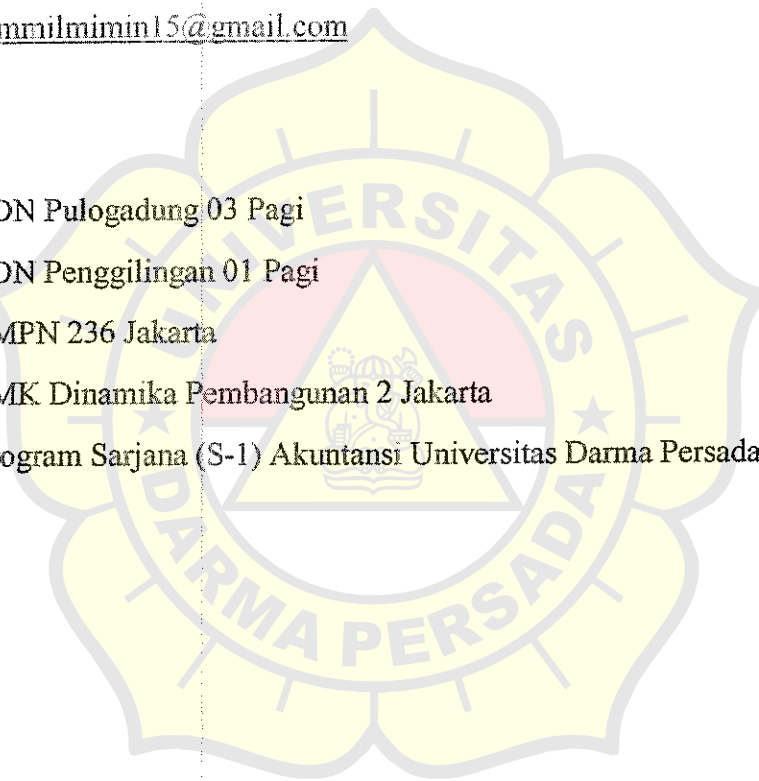 mmilmimin15@gmail.com
DN Pulogadung 03 Pagi
DN Penggilingan 01 Pagi
MPN 236 Jakarta
MK Dinamika Pembangunan 2 Jakarta
ogram Sarjana (S-1) Akuntansi Universitas Darma Persada
UNIVERSITAS
DARMA PERSADA